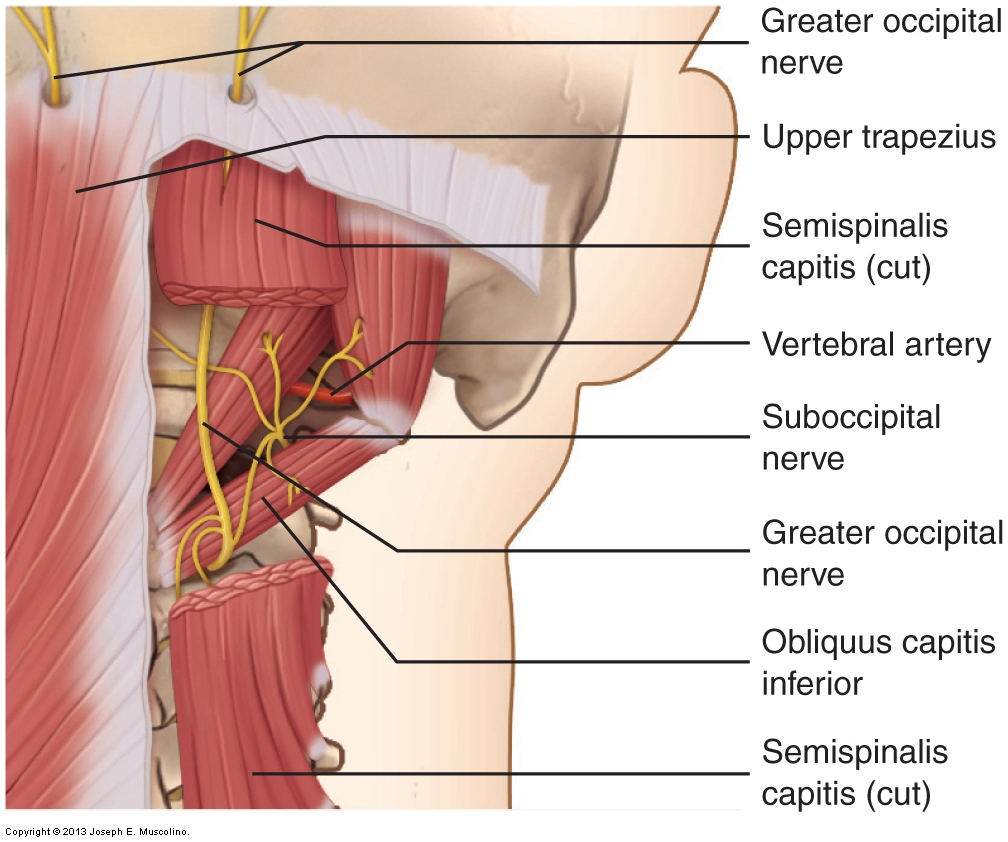 Greater occipital
nerve
Upper trapezius
Semispinalis
capitis (cut)
Vertebral artery
Suboccipital
nerve
Greater occipital
nerve
Obliquus capitis
inferior
Semispinalis
capitis (cut)
Copyright © 2013 Joseph E. Muscolino.